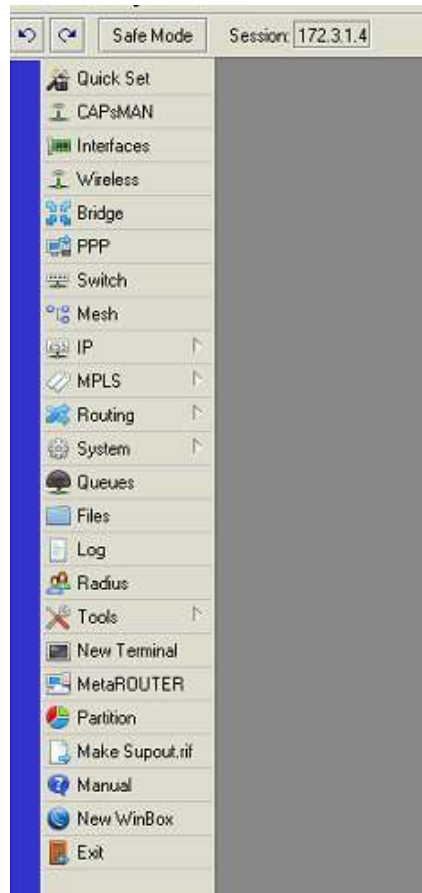 Safe Mode Session: 172.3.1.4
Quick Set
CAPsMAN
Interfaces
Wireless
Bridge
PPP
Switch
Mesh
IP
MPLS
Routing
System
Queues
Files
Log
Radius
Tools
New Terminal
MetaROUTER
Partition
Make Supout.rif
Manual
New WinBox
Exit